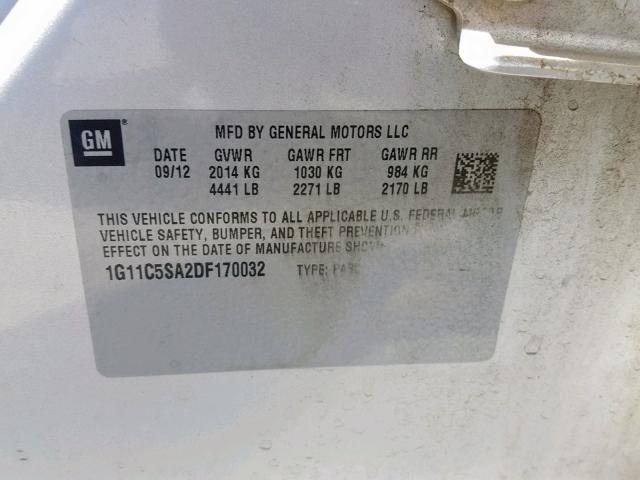 GM
MFD BY GENERAL MOTORS LLC
DATE GVWR GAWR FRT GAWR RR
09/12 2014 KG 1030 KG 984 KG
4441 LB 2271 LB 2170 LB
THIS VEHICLE CONFORMS TO ALL APPLICABLE U.S. FEDERAL MOTOR
VEHICLE SAFETY, BUMPER, AND THEFT PREVENTION
EFFECT ON THE DATE OF MANUFACTURE SHOWN
1G11C5SA2DF170032 TYPE: